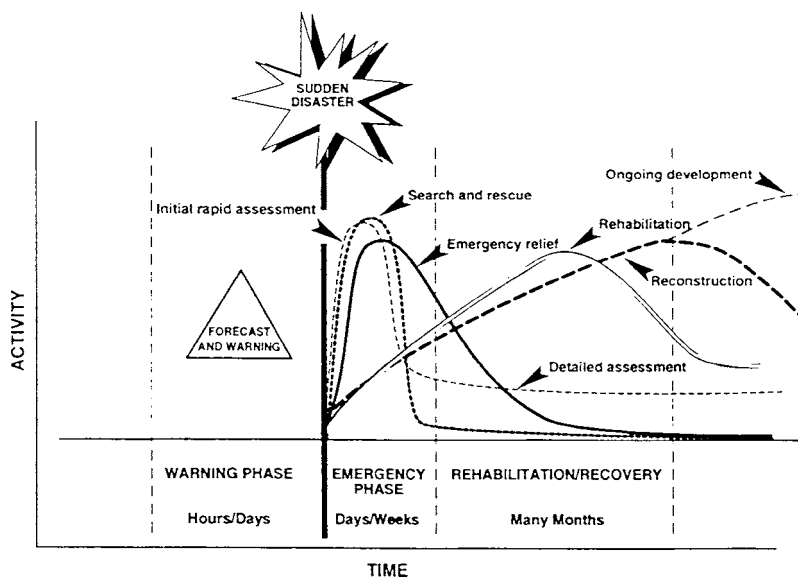 SUDDEN
DISASTER
Ongoing development
Search and rescue
Initial rapid assessment
Rehabilitation
Emergency relief
Reconstruction
FORECAST
AND WARNING
ACTIVITY
Detailed assessment
WARNING PHASE
EMERGENCY
PHASE
REHABILITATION/RECOVERY
Hours/Days
Days/Weeks
Many Months
TIME